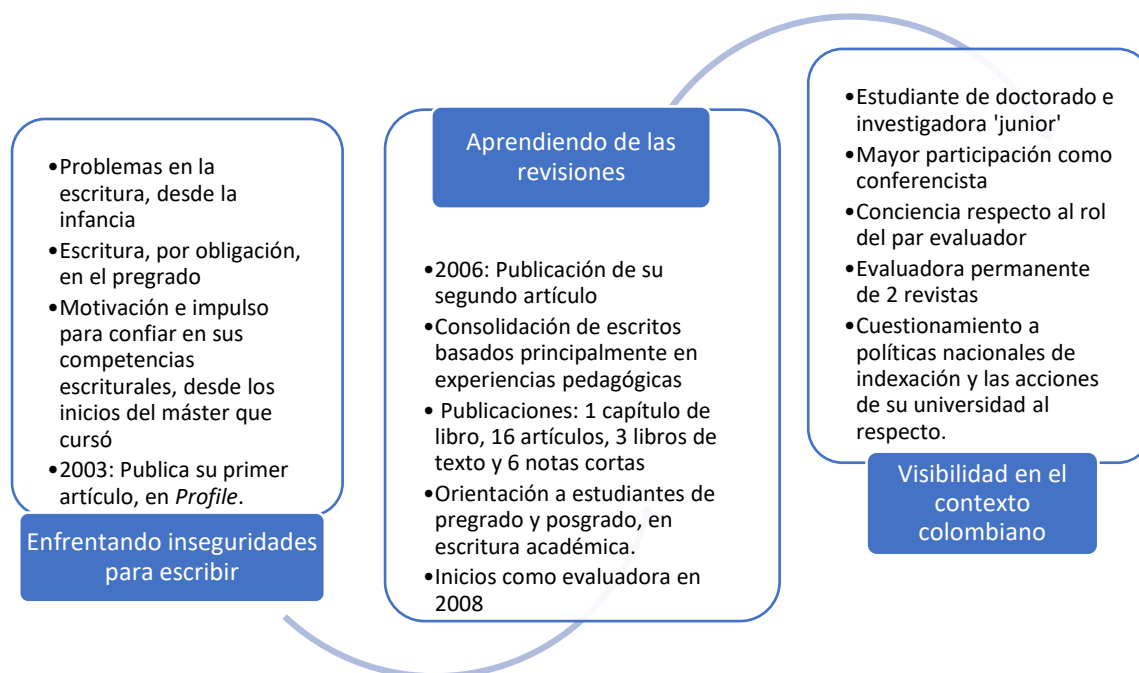 •Problemas en la
escritura, desde la
infancia
•Escritura, por obligación,
en el pregrado
•Motivación e impulso
para confiar en sus
competencias
escriturales, desde los
inicios del máster que
cursó
•2003: Publica su primer
artículo, en Profile.
Enfrentando inseguridades
para escribir
Aprendiendo de las
revisiones
•2006: Publicación de su
segundo artículo
•Consolidación de escritos
basados principalmente en
experiencias pedagógicas
• Publicaciones: 1 capítulo de
libro, 16 artículos, 3 libros de
texto y 6 notas cortas
•Orientación a estudiantes de
pregrado y posgrado, en
escritura académica.
•Inicios como evaluadora en
2008
•Estudiante de doctorado e
investigadora 'junior'
•Mayor participación como
conferencista
•Conciencia respecto al rol
del par evaluador
•Evaluadora permanente
de 2 revistas
•Cuestionamiento a
políticas nacionales de
indexación y las acciones
de su universidad al
respecto.
Visibilidad en el
contexto
colombiano